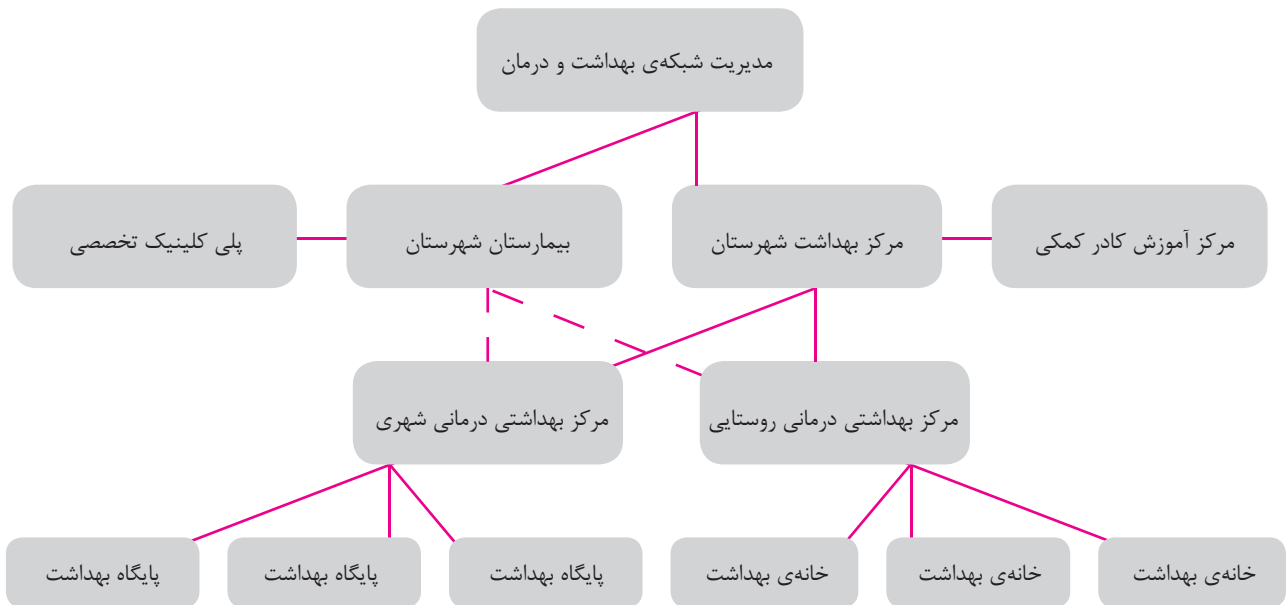 مدیریت شبکه‌ی بهداشت و درمان
مرکز آموزش کادر کمکی
مرکز بهداشت شهرستان
بیمارستان شهرستان
پلی کلینیک تخصصی
مرکز بهداشتی درمانی روستایی
مرکز بهداشتی درمانی شهری
خانه‌ی بهداشت
خانه‌ی بهداشت
خانه‌ی بهداشت
پایگاه بهداشت
پایگاه بهداشت
پایگاه بهداشت